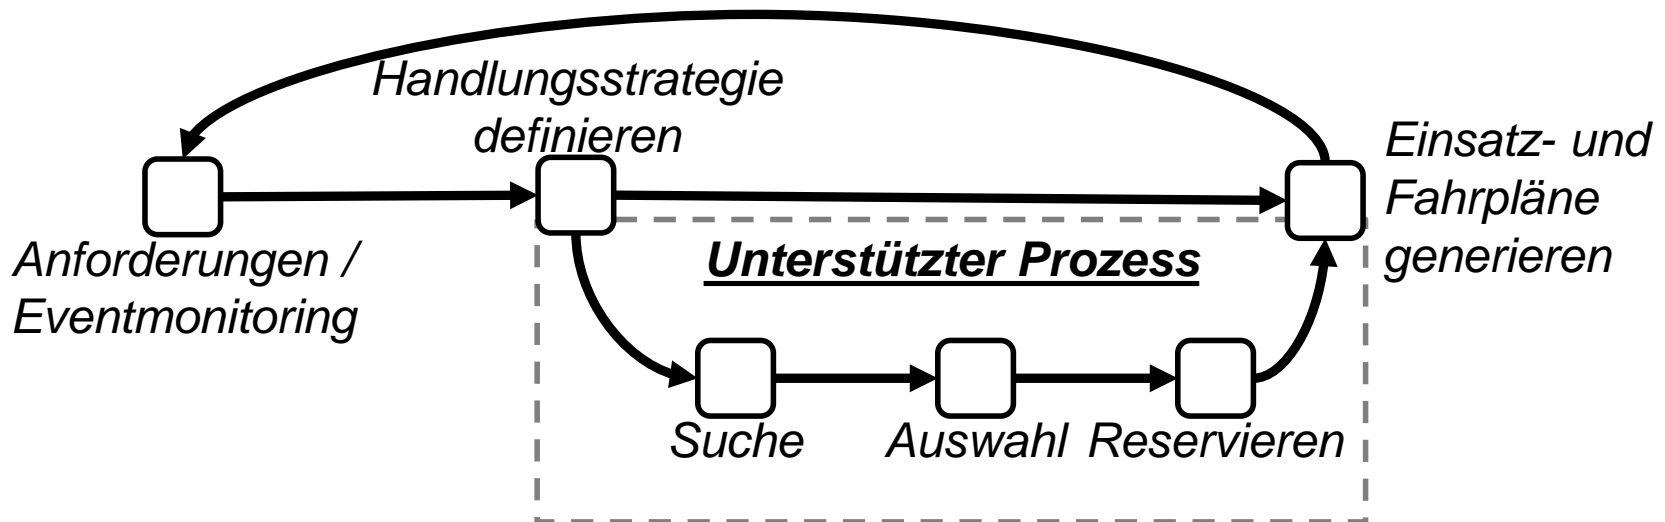 Handlungsstrategie
definieren
Einsatz- und
Fahrpläne
generieren
Anforderungen /
Eventmonitoring
Unterstützter Prozess
Suche
Auswahl
Reservieren